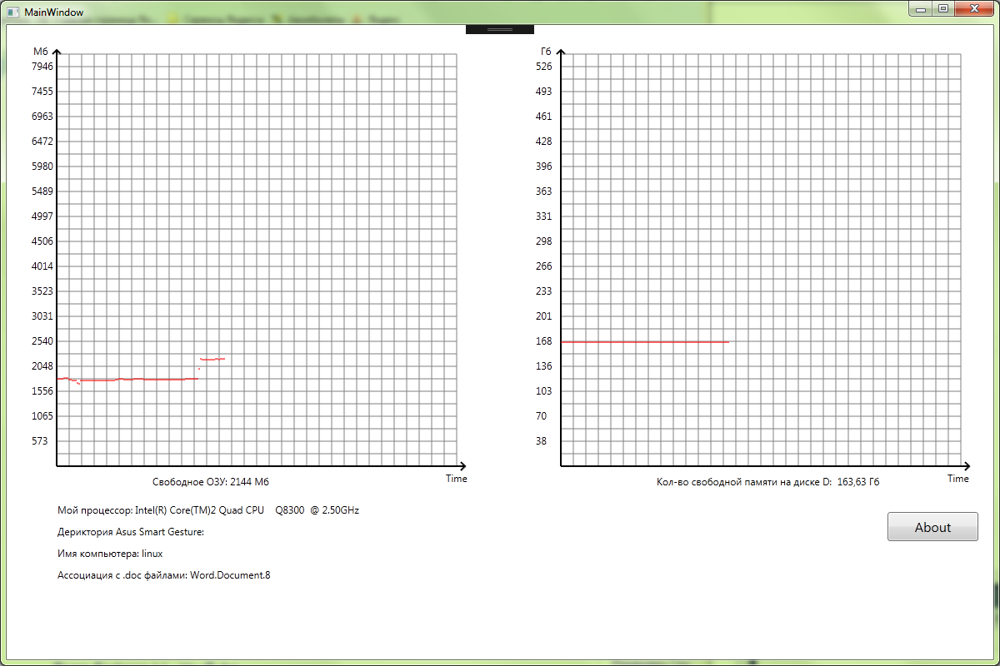 MainWindow
Мб
7946
7455
6963
6472
5980
5489
4997
4506
4014
3523
3031
2540
2048
1556
1065
573
Time
Свободное ОЗУ: 2144 Мб
Гб
526
493
461
428
396
363
331
298
266
233
201
168
136
103
70
38
Time
Кол-во свободной памяти на диске D: 163,63 Гб
Мой процессор: Intel(R) Core(TM)2 Quad CPU Q8300 @ 2.50GHz
Дериктория Asus Smart Gesture:
Имя компьютера: linux
Ассоциация с .doc файлами: Word.Document.8
About